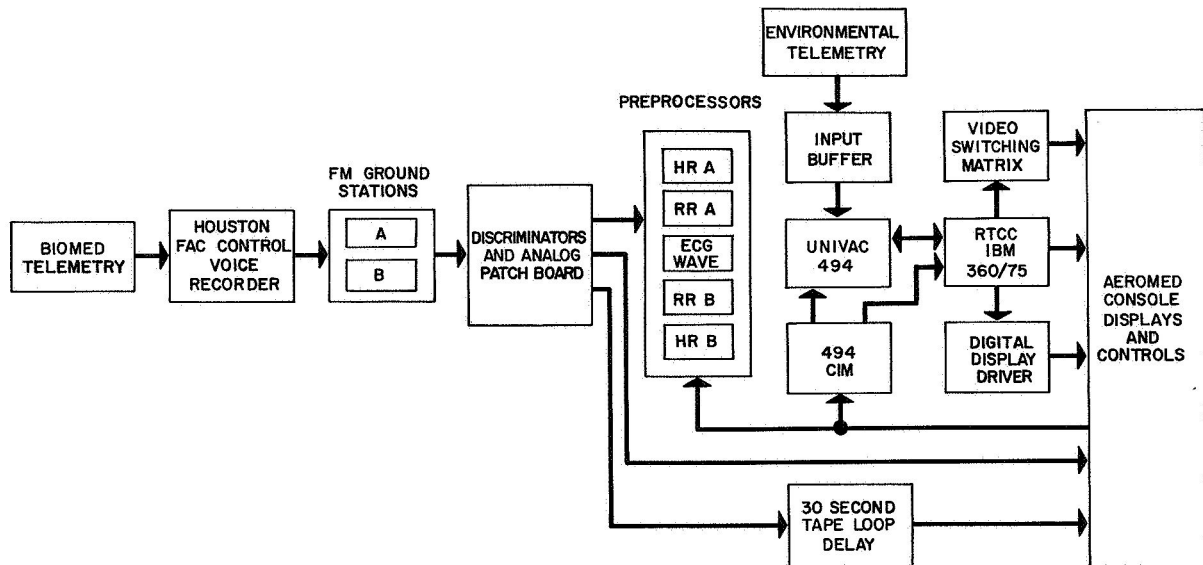 ENVIRONMENTAL
TELEMETRY
PREPROCESSORS
INPUT
BUFFER
VIDEO
SWITCHING
MATRIX
FM GROUND
STATIONS
HR A
RR A
ECG
WAVE
RR B
HR B
BIOMED
TELEMETRY
HOUSTON
FAC CONTROL
VOICE
RECORDER
A
B
DISCRIMINATORS
AND ANALOG
PATCH BOARD
UNIVAC
494
RTCC
IBM
360/75
AEROMED
CONSOLE
DISPLAYS
AND
CONTROLS
494
CIM
DIGITAL
DISPLAY
DRIVER
30 SECOND
TAPE LOOP
DELAY